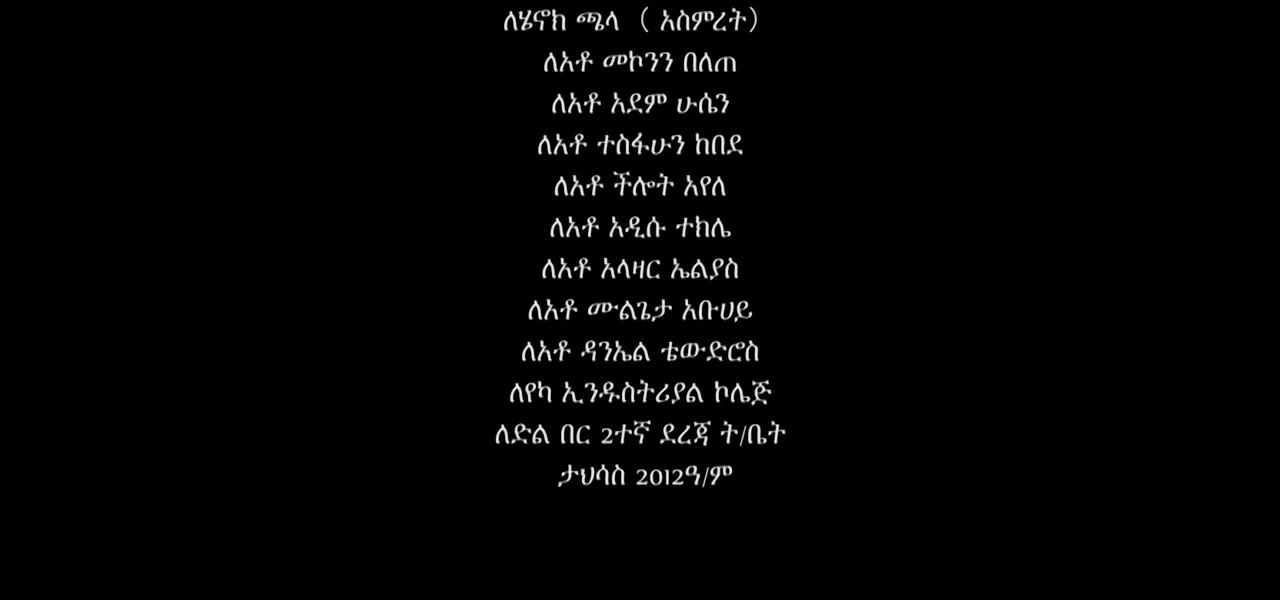 ለሄኖክ ጫላ ( አስምረት)
ለአቶ መኮንን በለጠ
ለአቶ አደም ሁሴን
ለአቶ ተስፋሁን ከበደ
ለአቶ ችሎት አየለ
ለአቶ አዲሱ ተክሌ
ለአቶ አላዛር ኤልያስ
ለአቶ ሙልጌታ አቡሀይ
ለአቶ ዳንኤል ቴውድሮስ
ለየካ ኢንዱስትሪያል ኮሌጅ
ለድል በር 2ተኛ ደረጃ ት/ቤት
ታህሳስ 2012ዓ/ም